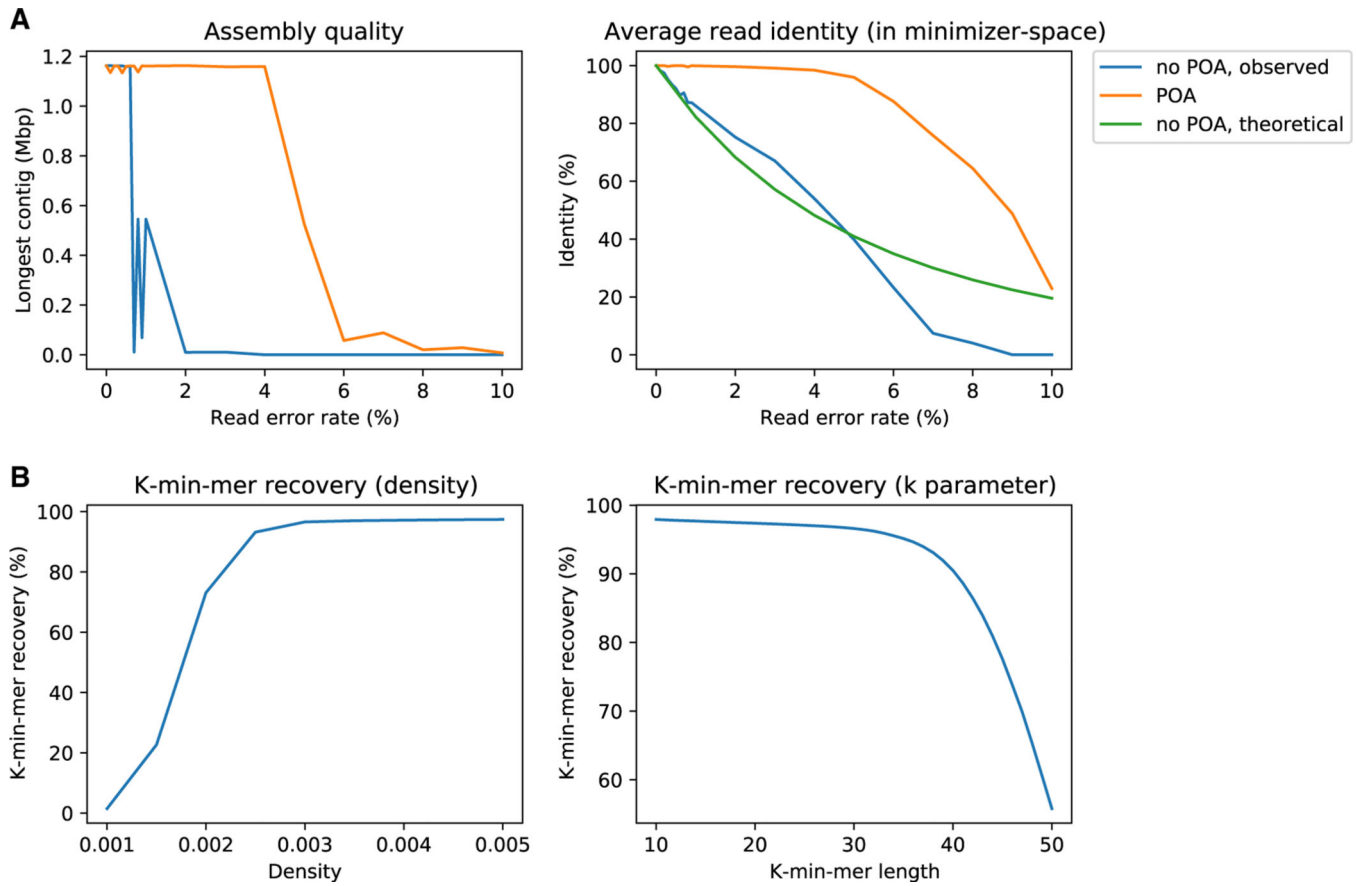 A
Assembly quality
Longest contig (Mbp)
1.2
1.0
0.8
0.6
0.4
0.2
0.0
0 2 4 6 8 10
Read error rate (%)
Average read identity (in minimizer-space)
Identity (%)
100
80
60
40
20
0
0 2 4 6 8 10
Read error rate (%)
no POA, observed
POA
no POA, theoretical
B
K-min-mer recovery (density)
K-min-mer recovery (%)
100
80
60
40
20
0
0.001 0.002 0.003 0.004 0.005
Density
K-min-mer recovery (k parameter)
K-min-mer recovery (%)
100
90
80
70
60
10 20 30 40 50
K-min-mer length